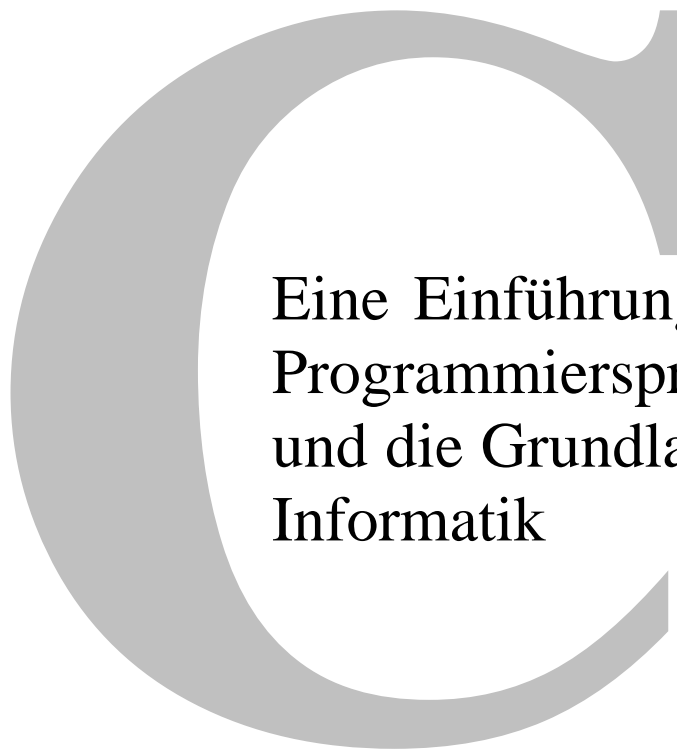 C
Eine Einführun
Programmierspr
und die Grundla
Informatik